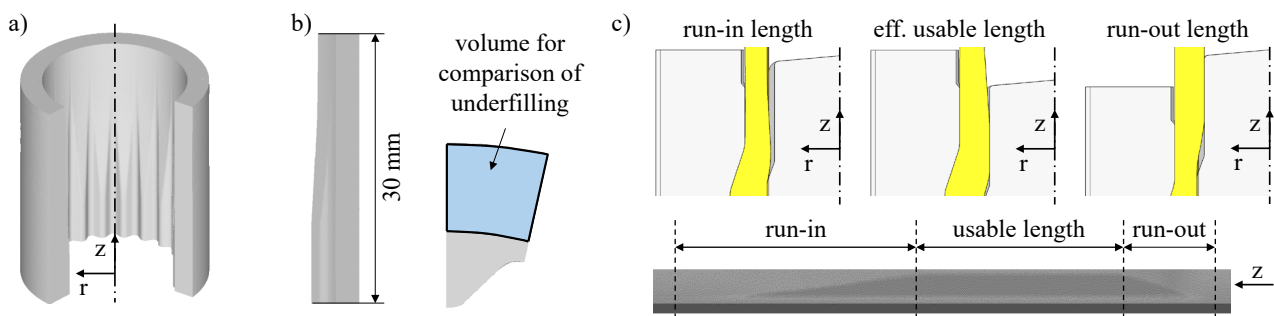 a)
z
r
b)
30 mm
volume for
comparison of
underfilling
c)
run-in length
eff. usable length
run-out length
z
r
z
r
z
r
run-in
usable length
run-out
z